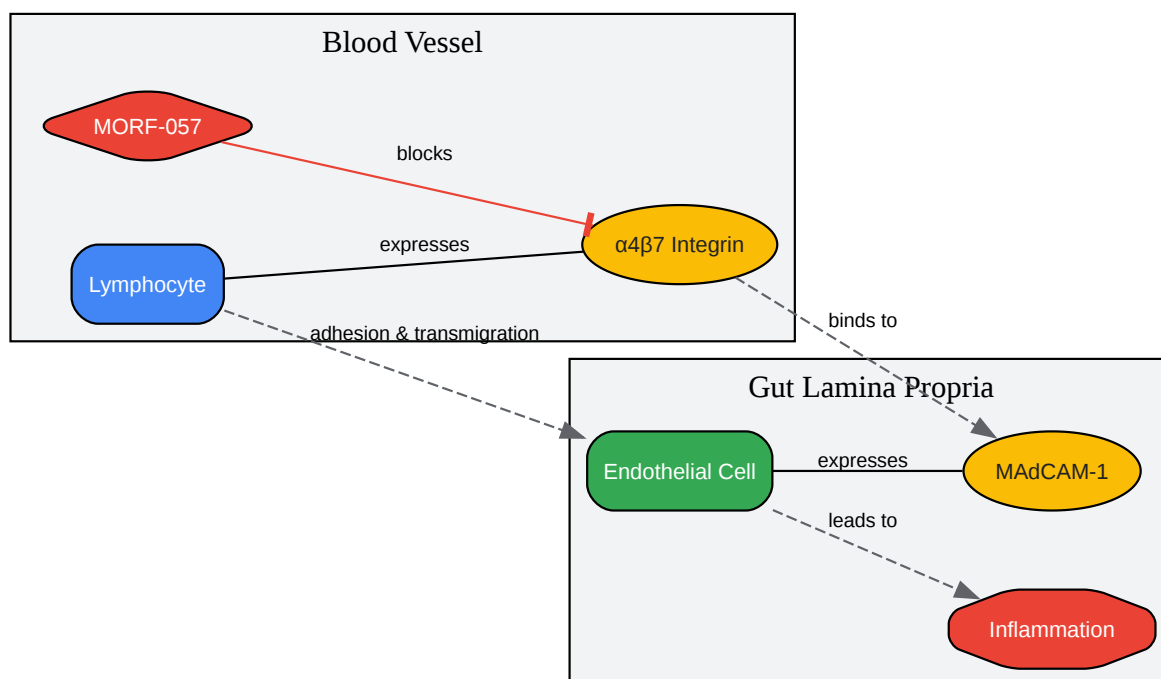 Blood Vessel
MORF-057
blocks
α4β7 Integrin
expresses
Lymphocyte
adhesion & transmigration
binds to
Gut Lamina Propria
Endothelial Cell
expresses
MAdCAM-1
leads to
Inflammation